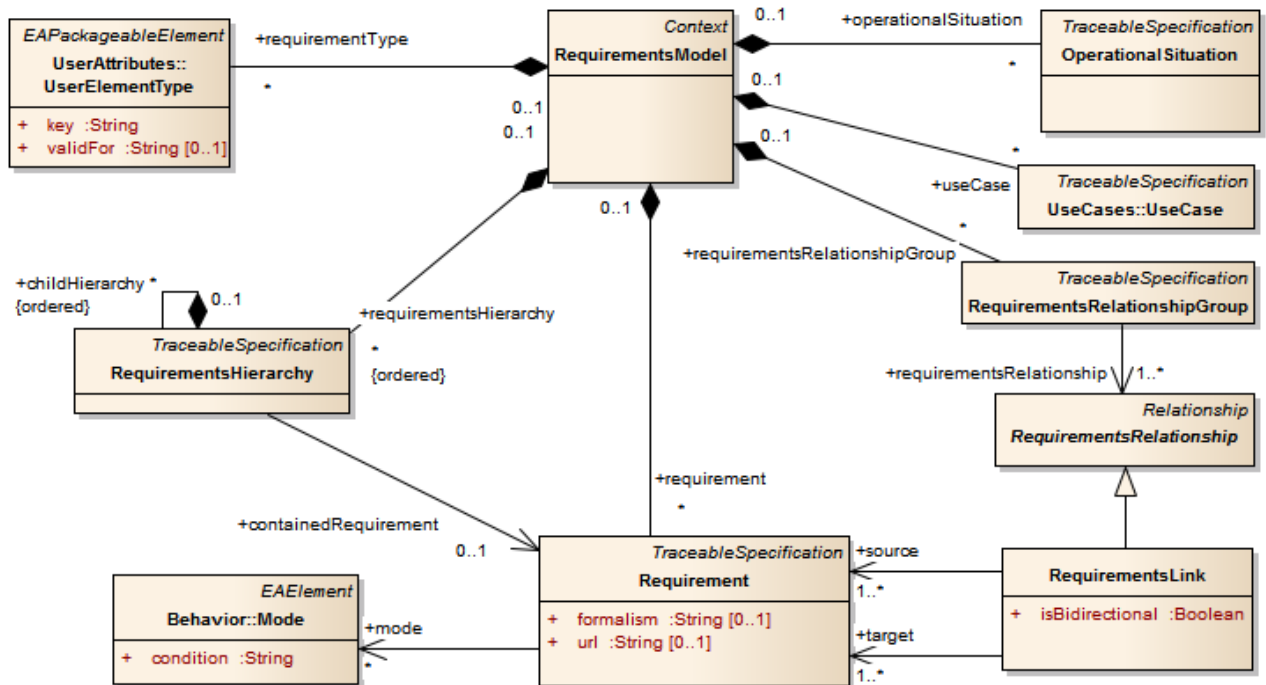 EAPackageableElement
UserAttributes::
UserElementType
+ key :String
+ validFor :String [0..1]
+requirementType
*
Context
RequirementsModel
0..1
0..1
0..1
+operationalSituation
*
TraceableSpecification
OperationalSituation
0..1
*
+useCase
TraceableSpecification
UseCases::UseCase
0..1
*
+requirementsRelationshipGroup
TraceableSpecification
RequirementsRelationshipGroup
0..1
+childHierarchy *
{ordered}
0..1
+requirementsHierarchy
*
{ordered}
TraceableSpecification
RequirementsHierarchy
+requirementsRelationship
1..*
Relationship
RequirementsRelationship
+requirement
*
+containedRequirement
0..1
TraceableSpecification
Requirement
+ formalism :String [0..1]
+ url :String [0..1]
+source
1..*
+target
1..*
RequirementsLink
+ isBidirectional :Boolean
EAElement
Behavior::Mode
+ condition :String
+mode
*